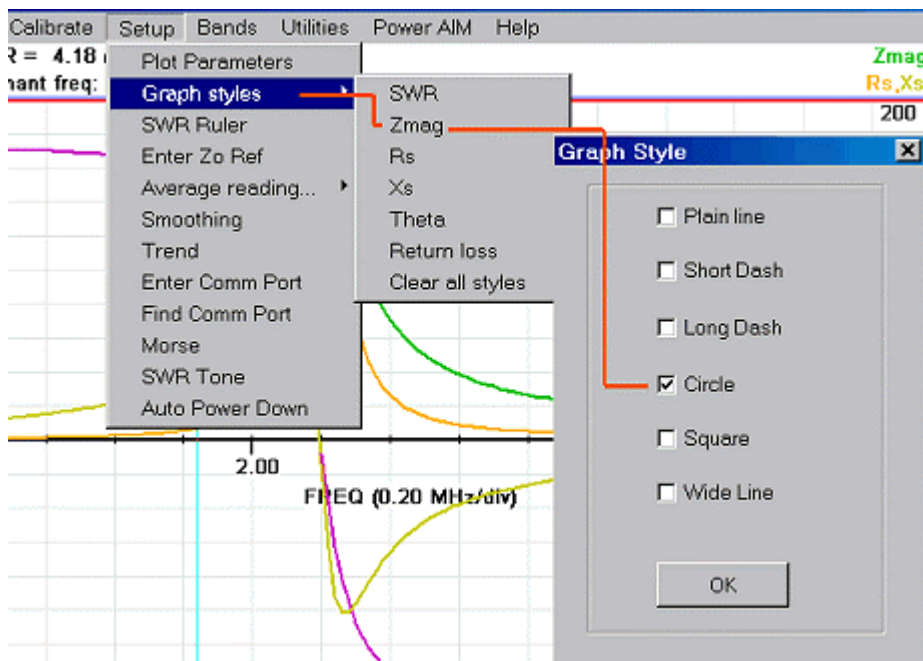 Calibrate Setup Bands Utilities Power AIM Help
R = 4.18
nant freq:
Zmag
Rs,Xs
200
Plot Parameters
Graph styles
SWR Ruler
Enter Zo Ref
Average reading...
Smoothing
Trend
Enter Comm Port
Find Comm Port
Morse
SWR Tone
Auto Power Down
SWR
Zmag
Rs
Xs
Theta
Return loss
Clear all styles
Graph Style
Plain line
Short Dash
Long Dash
Circle
Square
Wide Line
OK
2.00
FREQ (0.20 MHz/div)